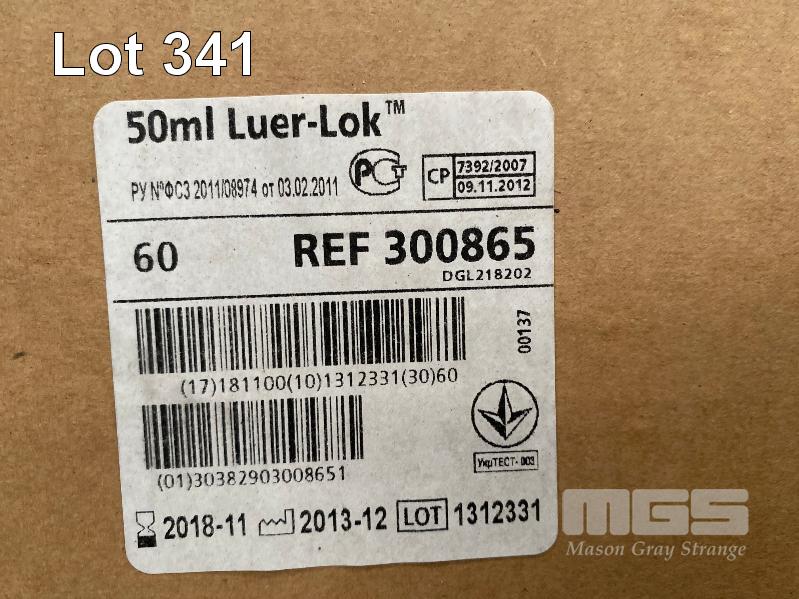 Lot 341
50ml Luer-Lok™
РУ №ФСЗ 2011/08974 от 03.02.2011
РСТ
СР
7392/2007
09.11.2012
60
REF 300865
DGL218202
00137
(17)181100(10)1312331(30)60
(01)30382903008651
УкрТЕСТ- 003
2018-11
2013-12
LOT
1312331
MGS
Mason Gray Strange